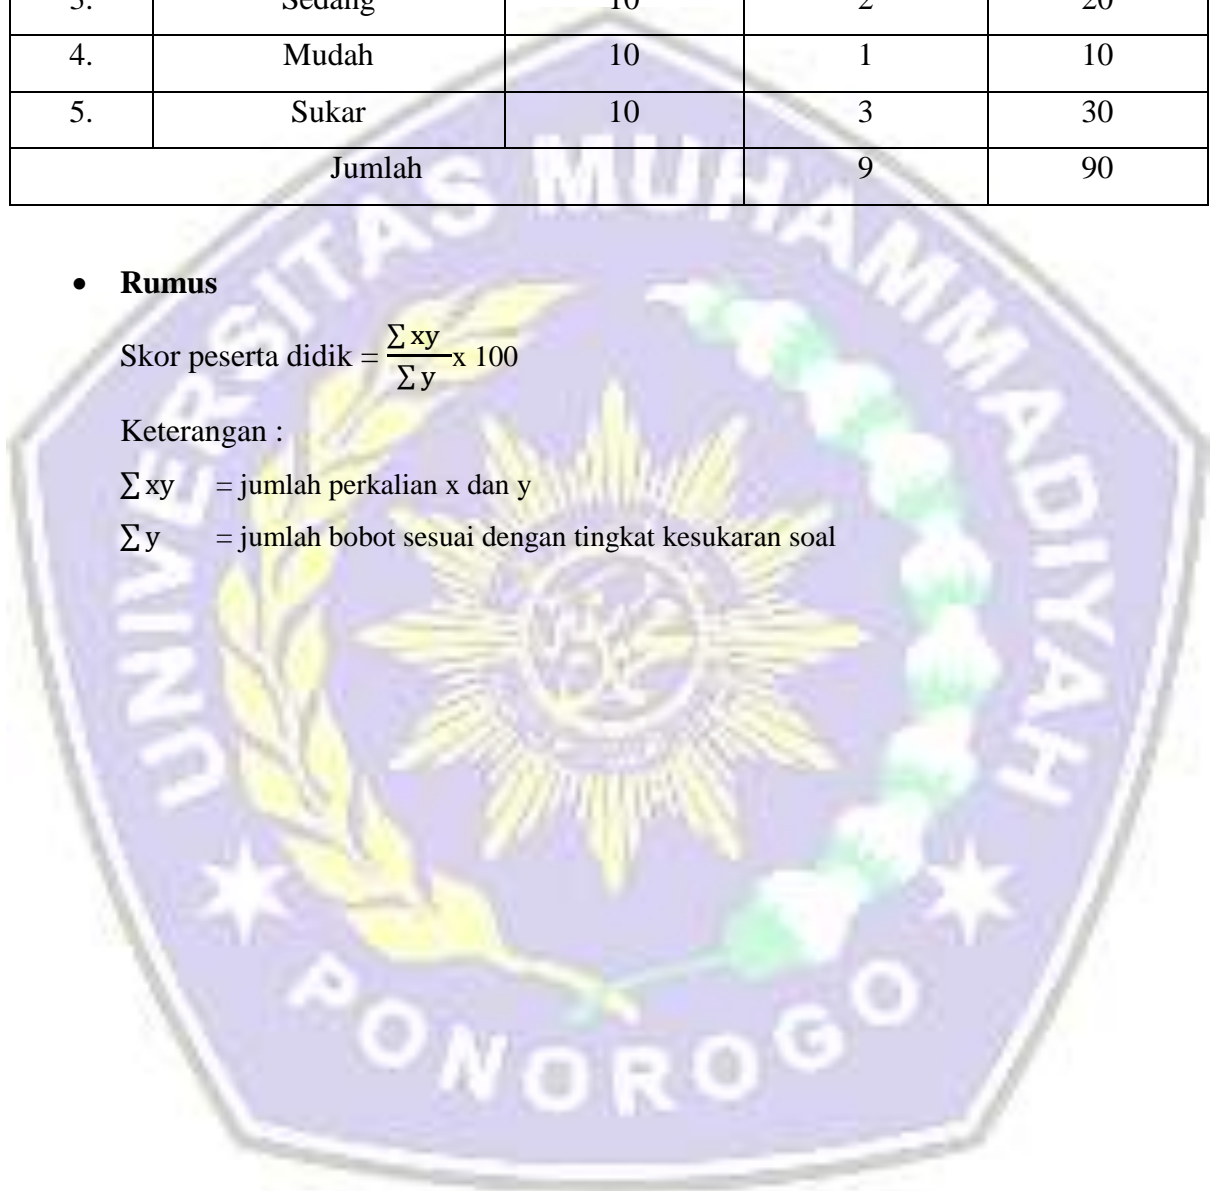 3. Sedang 10 2 20
4. Mudah 10 1 10
5. Sukar 10 3 30
Jumlah 9 90
• Rumus
Skor peserta didik = ∑ xy / ∑ y x 100
Keterangan :
∑ xy = jumlah perkalian x dan y
∑ y = jumlah bobot sesuai dengan tingkat kesukaran soal
UNIVERSITAS MUHAMMADIYAH
PONOROGO